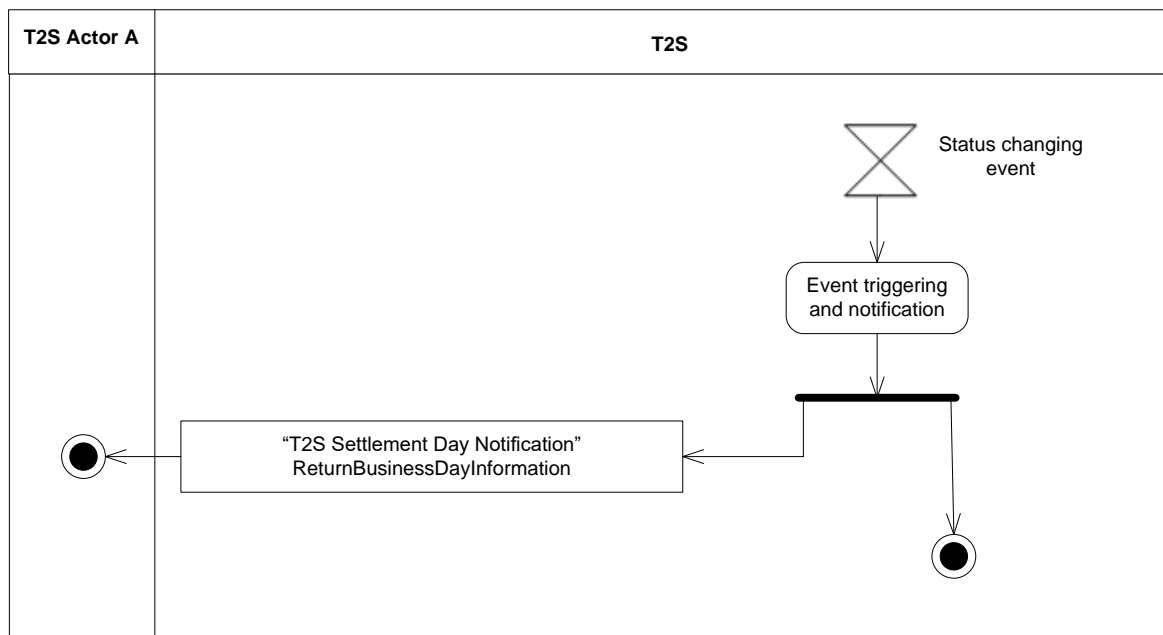 T2S Actor A
T2S
Status changing
event
Event triggering
and notification
“T2S Settlement Day Notification”
ReturnBusinessDayInformation